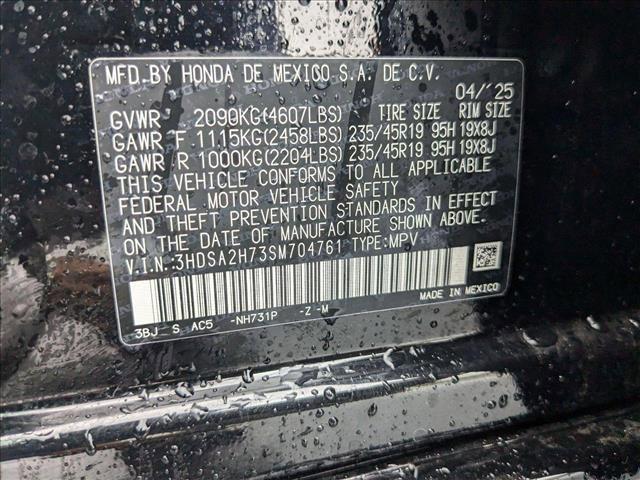 MFD. BY HONDA DE MEXICO S.A. DE C.V. 04/'25
GVWR 2090KG(4607LBS) TIRE SIZE RIM SIZE
GAWR F 1115KG(2458LBS) 235/45R19 95H 19X8J
GAWR R 1000KG(2204LBS) 235/45R19 95H 19X8J
THIS VEHICLE CONFORMS TO ALL APPLICABLE
FEDERAL MOTOR VEHICLE SAFETY
AND THEFT PREVENTION STANDARDS IN EFFECT
ON THE DATE OF MANUFACTURE SHOWN ABOVE.
V.I.N.:3HDSA2H73SM704761 TYPE:MPV
3BJ S AC5 -NH731P -Z -M MADE IN MEXICO